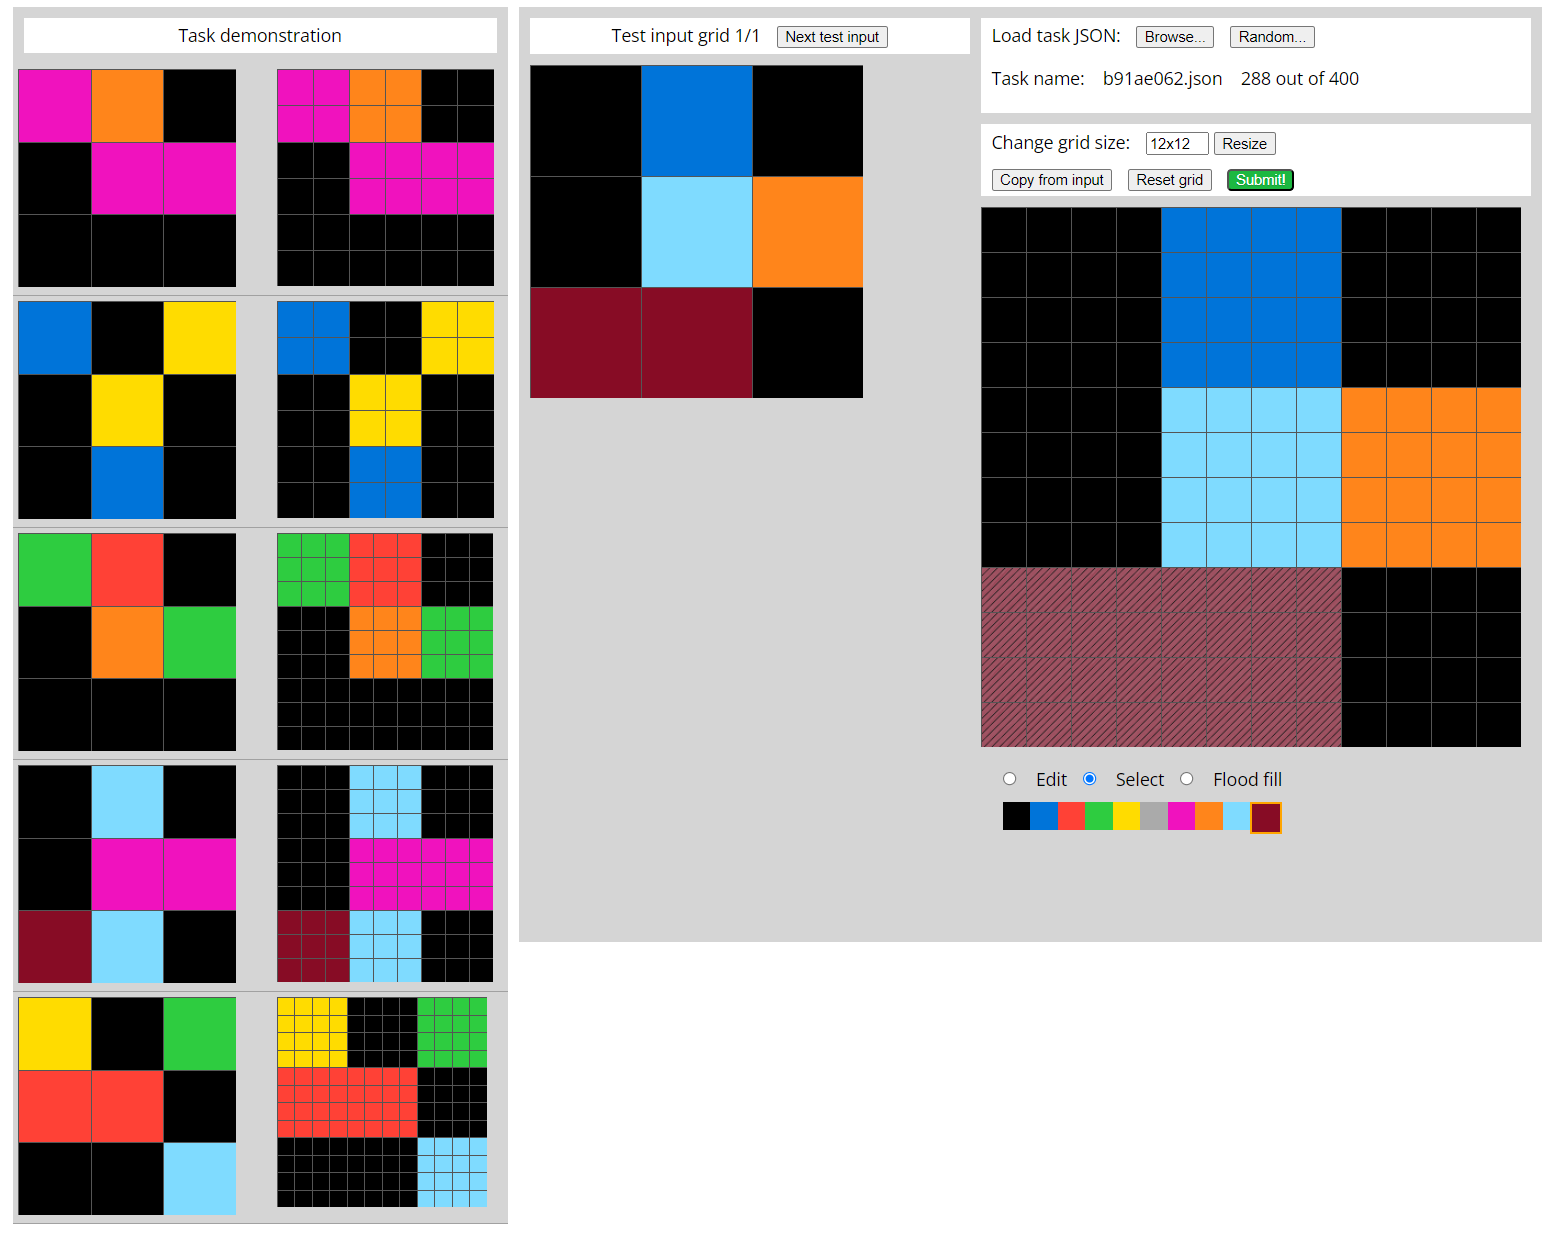 Task demonstration
Test input grid 1/1 Next test input
Load task JSON: Browse... Random...
Task name: b91ae062.json 288 out of 400
Change grid size: 12x12 Resize
Copy from input Reset grid Submit!
Edit Select Flood fill